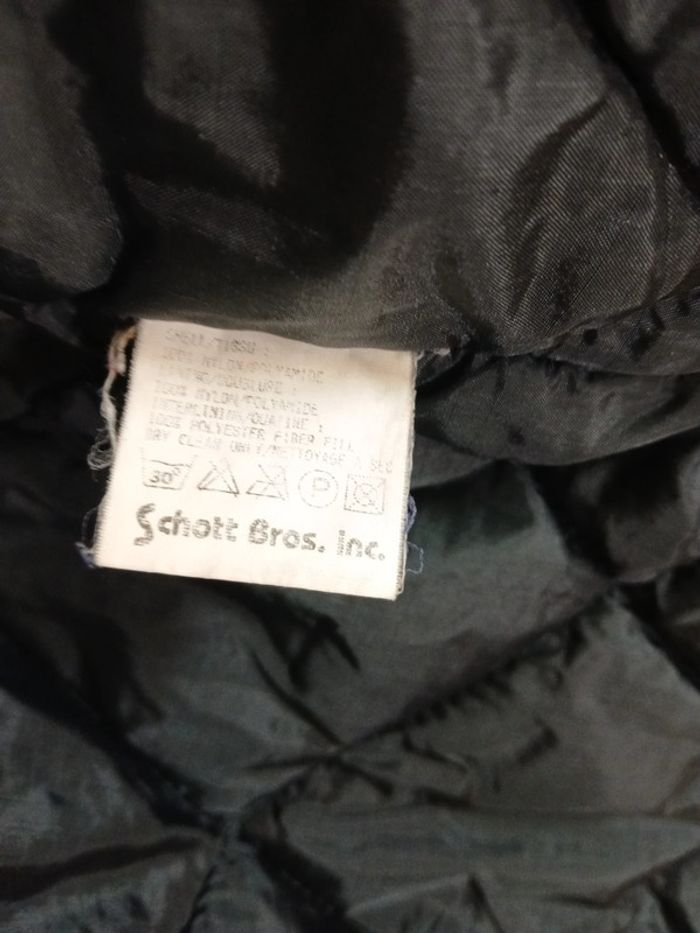 SHELL/TISSU :
100% NYLON/POLYAMIDE
LINING/DOUBLURE :
100% NYLON/POLYAMIDE
INTERLINING/OUATINE :
100% POLYESTER FIBER FILL
DRY CLEAN ONLY/NETTOYAGE A SEC
30° P
Schott Bros. Inc.